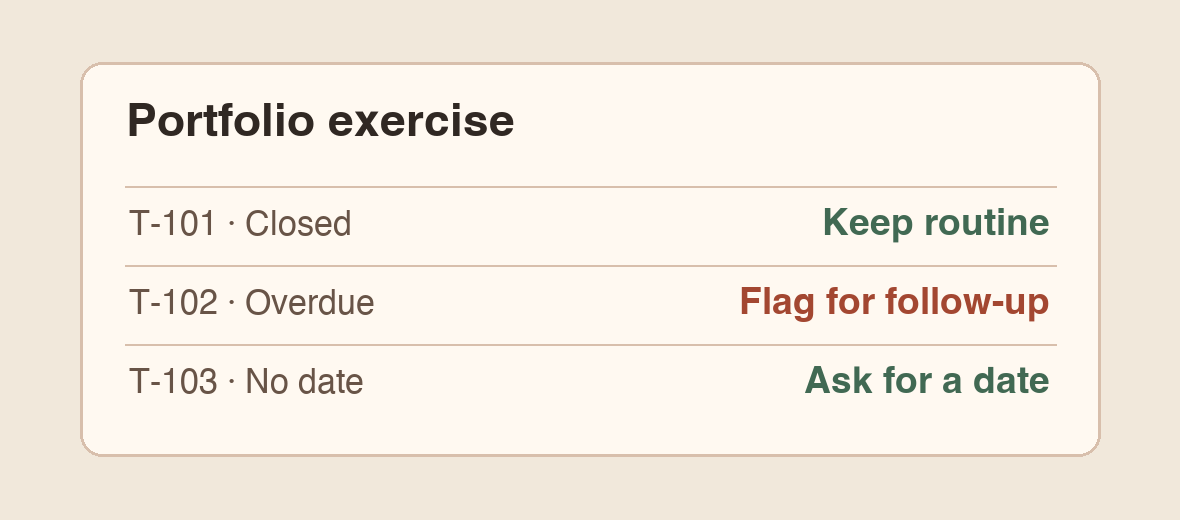 Portfolio exercise
T-101 · Closed Keep routine
T-102 · Overdue Flag for follow-up
T-103 · No date Ask for a date